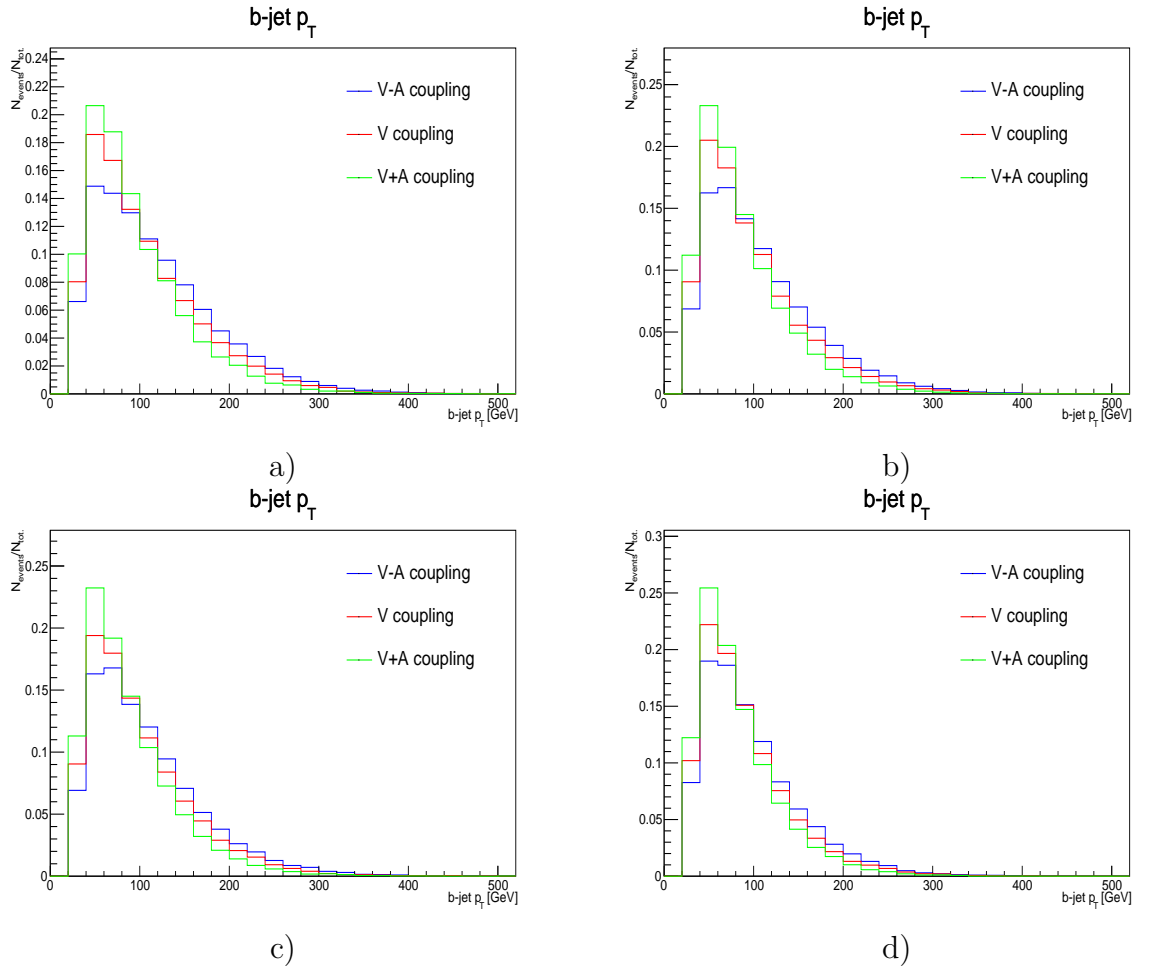 b-jet p_T
N_events/N_tot.
0.24
0.22
0.2
0.18
0.16
0.14
0.12
0.1
0.08
0.06
0.04
0.02
0
V-A coupling
V coupling
V+A coupling
0 100 200 300 400 500
b-jet p_T [GeV]
a)
b-jet p_T
N_events/N_tot.
0.25
0.2
0.15
0.1
0.05
0
V-A coupling
V coupling
V+A coupling
0 100 200 300 400 500
b-jet p_T [GeV]
b)
b-jet p_T
N_events/N_tot.
0.25
0.2
0.15
0.1
0.05
0
V-A coupling
V coupling
V+A coupling
0 100 200 300 400 500
b-jet p_T [GeV]
c)
b-jet p_T
N_events/N_tot.
0.3
0.25
0.2
0.15
0.1
0.05
0
V-A coupling
V coupling
V+A coupling
0 100 200 300 400 500
b-jet p_T [GeV]
d)